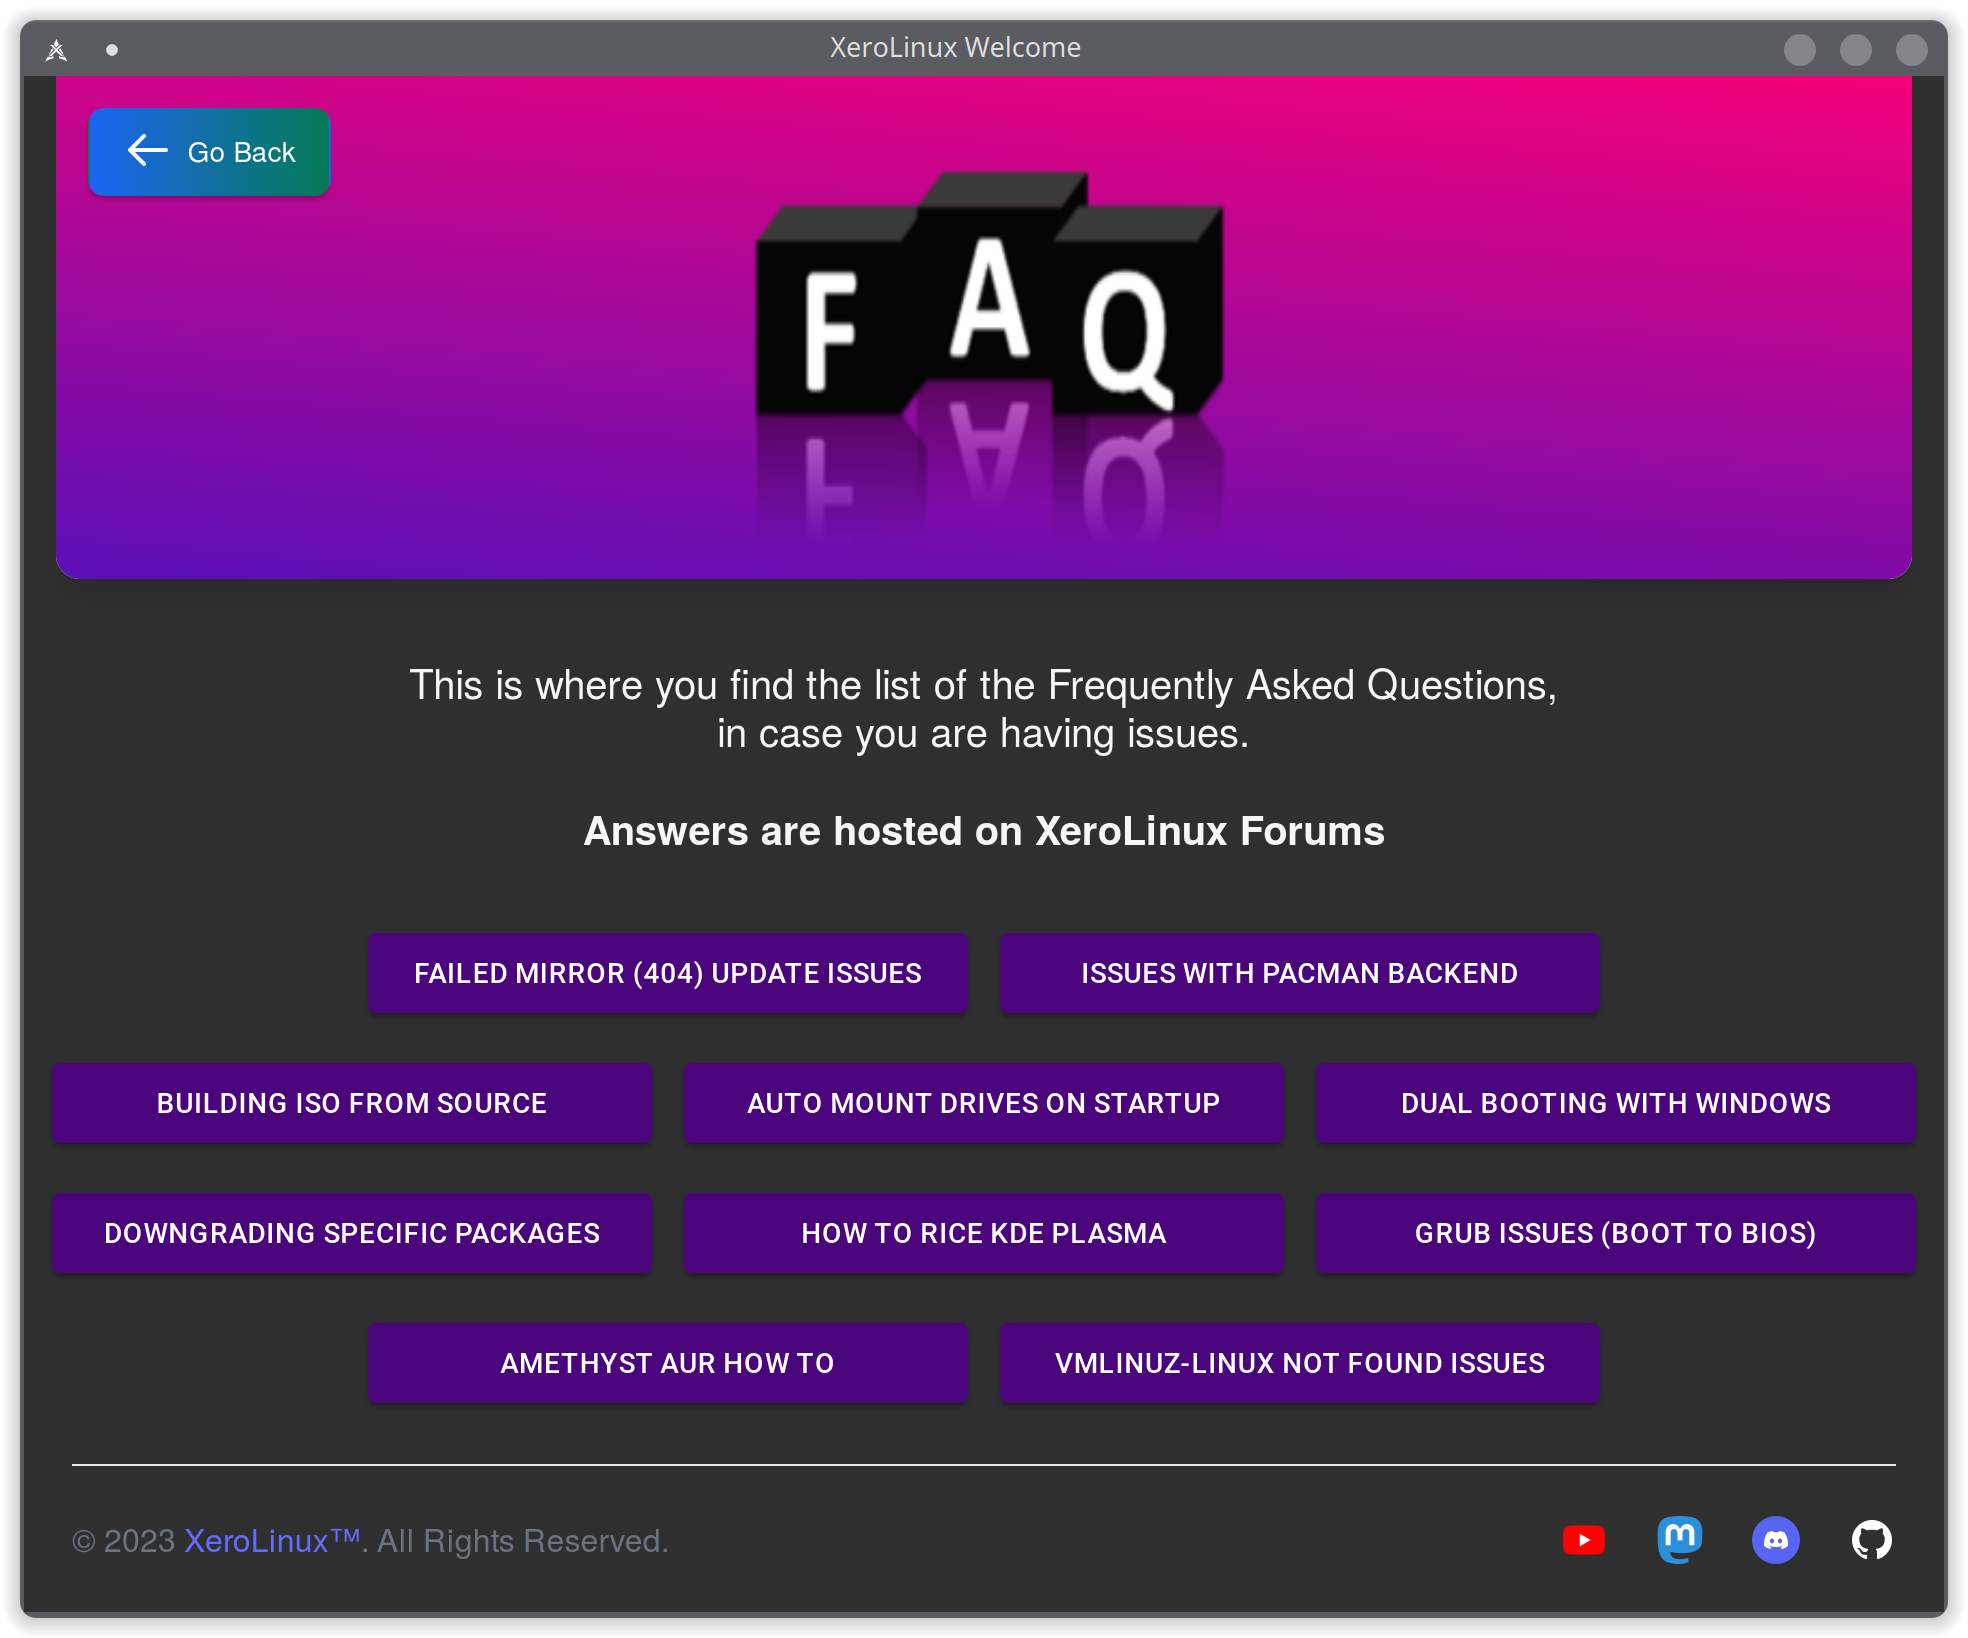 XeroLinux Welcome
Go Back
FAQ
This is where you find the list of the Frequently Asked Questions,
in case you are having issues.
Answers are hosted on XeroLinux Forums
FAILED MIRROR (404) UPDATE ISSUES
ISSUES WITH PACMAN BACKEND
BUILDING ISO FROM SOURCE
AUTO MOUNT DRIVES ON STARTUP
DUAL BOOTING WITH WINDOWS
DOWNGRADING SPECIFIC PACKAGES
HOW TO RICE KDE PLASMA
GRUB ISSUES (BOOT TO BIOS)
AMETHYST AUR HOW TO
VMLINUZ-LINUX NOT FOUND ISSUES
© 2023 XeroLinux™. All Rights Reserved.